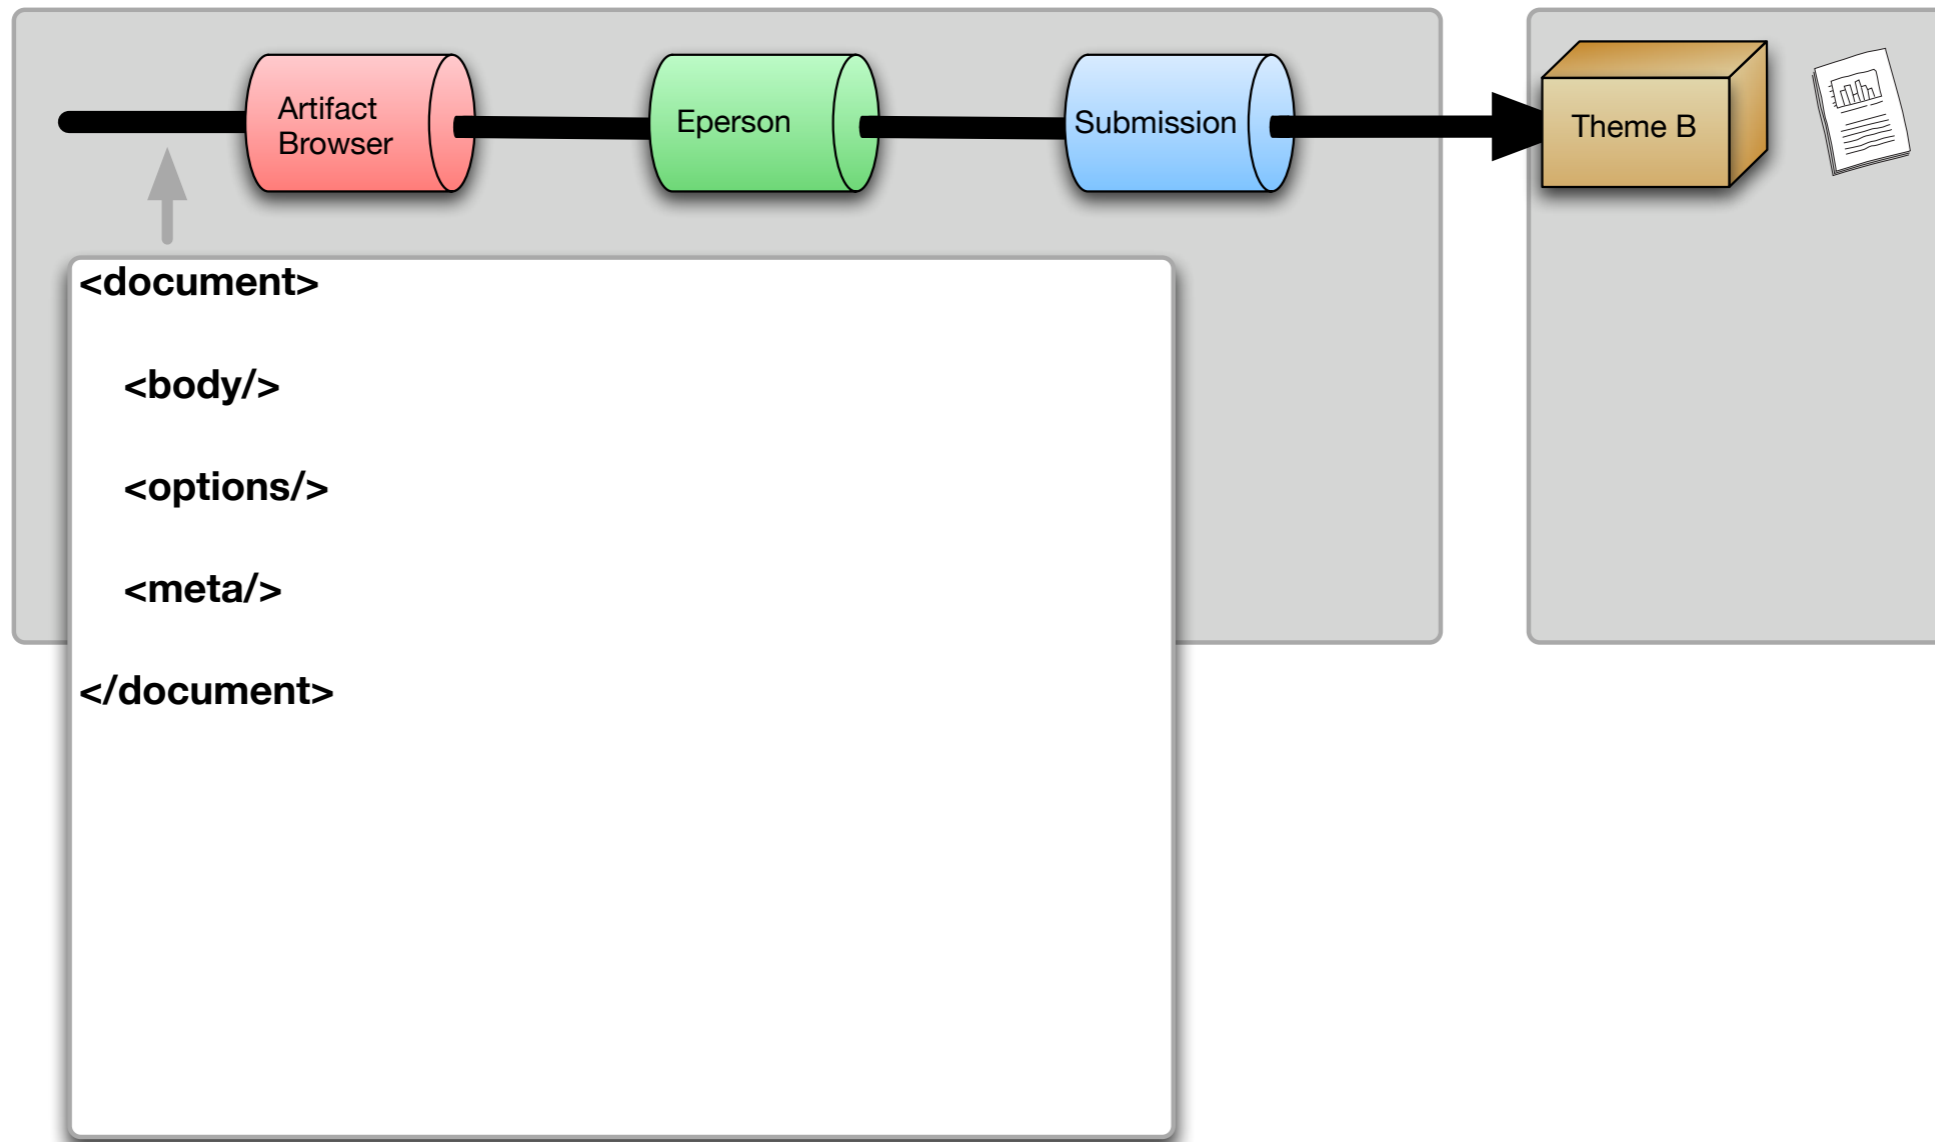 Artifact
Browser
Eperson
Submission
Theme B
<document>
<body/>
<options/>
<meta/>
</document>